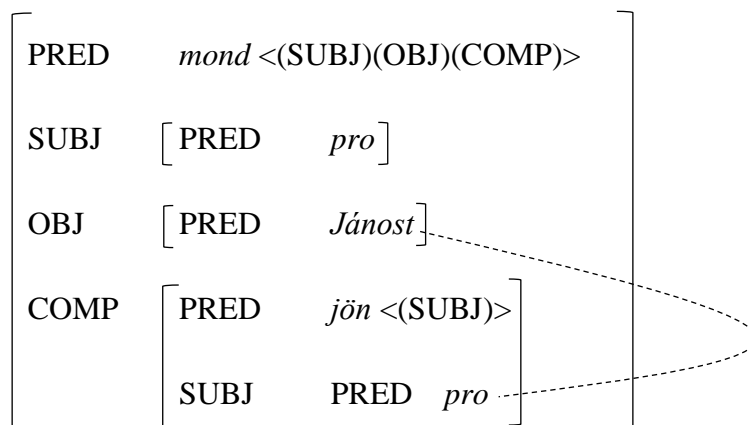 PRED mond <(SUBJ)(OBJ)(COMP)>
SUBJ [PRED pro]
OBJ [PRED Jánost]
COMP PRED jön <(SUBJ)>
SUBJ PRED pro